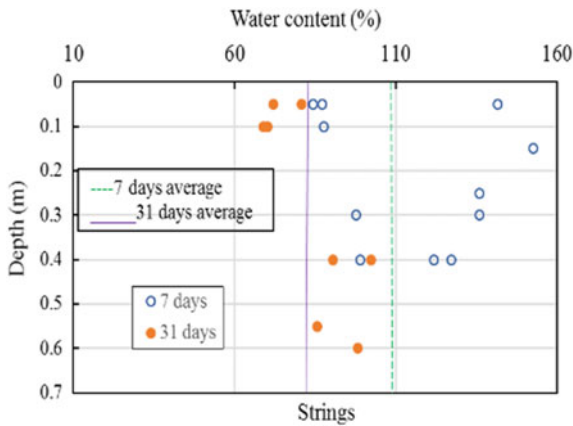 Water content (%)
10 60 110 160
0
0.1
0.2
0.3
0.4
0.5
0.6
0.7
Depth (m)
7 days average
31 days average
7 days
31 days
Strings